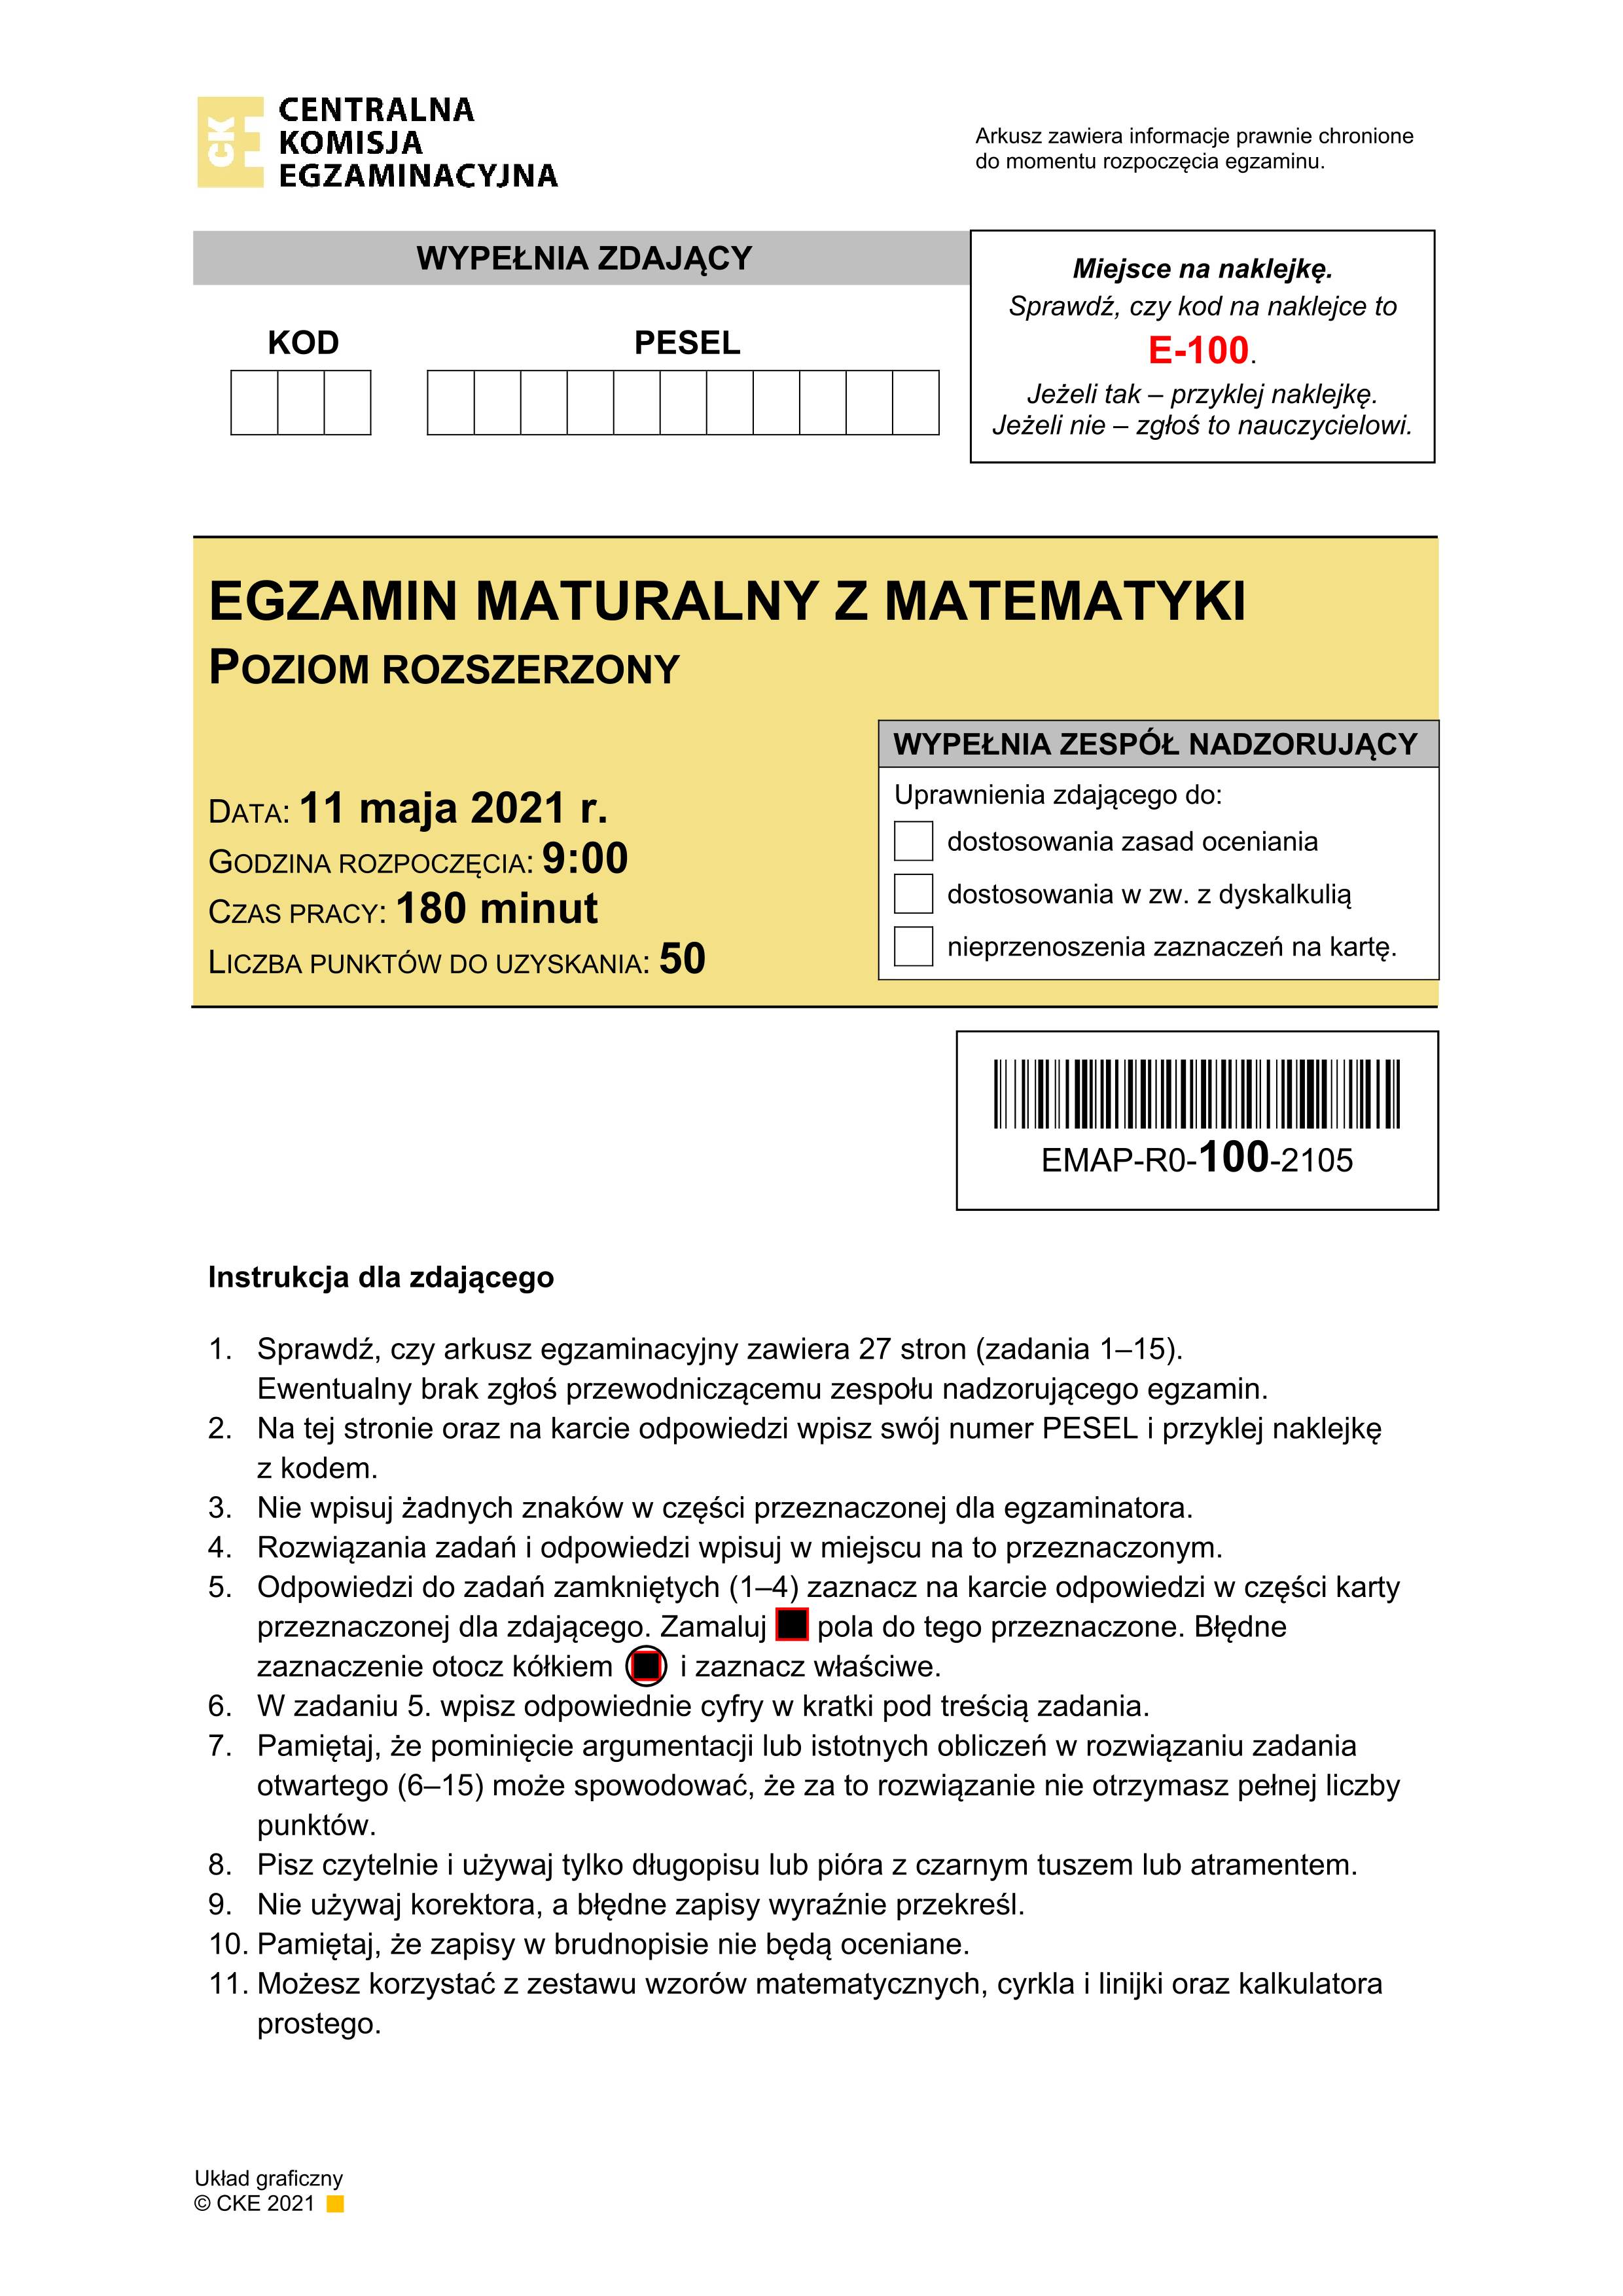 CK
CENTRALNA
KOMISJA
EGZAMINACYJNA
Arkusz zawiera informacje prawnie chronione
do momentu rozpoczęcia egzaminu.
WYPEŁNIA ZDAJĄCY
KOD
PESEL
Miejsce na naklejkę.
Sprawdź, czy kod na naklejce to
E-100.
Jeżeli tak – przyklej naklejkę.
Jeżeli nie – zgłoś to nauczycielowi.
EGZAMIN MATURALNY Z MATEMATYKI
POZIOM ROZSZERZONY
DATA: 11 maja 2021 r.
GODZINA ROZPOCZĘCIA: 9:00
CZAS PRACY: 180 minut
LICZBA PUNKTÓW DO UZYSKANIA: 50
WYPEŁNIA ZESPÓŁ NADZORUJĄCY
Uprawnienia zdającego do:
dostosowania zasad oceniania
dostosowania w zw. z dyskalkulią
nieprzenoszenia zaznaczeń na kartę.
EMAP-R0-100-2105
Instrukcja dla zdającego
1. Sprawdź, czy arkusz egzaminacyjny zawiera 27 stron (zadania 1–15).
Ewentualny brak zgłoś przewodniczącemu zespołu nadzorującego egzamin.
2. Na tej stronie oraz na karcie odpowiedzi wpisz swój numer PESEL i przyklej naklejkę
z kodem.
3. Nie wpisuj żadnych znaków w części przeznaczonej dla egzaminatora.
4. Rozwiązania zadań i odpowiedzi wpisuj w miejscu na to przeznaczonym.
5. Odpowiedzi do zadań zamkniętych (1–4) zaznacz na karcie odpowiedzi w części karty
przeznaczonej dla zdającego. Zamaluj pola do tego przeznaczone. Błędne
zaznaczenie otocz kółkiem i zaznacz właściwe.
6. W zadaniu 5. wpisz odpowiednie cyfry w kratki pod treścią zadania.
7. Pamiętaj, że pominięcie argumentacji lub istotnych obliczeń w rozwiązaniu zadania
otwartego (6–15) może spowodować, że za to rozwiązanie nie otrzymasz pełnej liczby
punktów.
8. Pisz czytelnie i używaj tylko długopisu lub pióra z czarnym tuszem lub atramentem.
9. Nie używaj korektora, a błędne zapisy wyraźnie przekreśl.
10. Pamiętaj, że zapisy w brudnopisie nie będą oceniane.
11. Możesz korzystać z zestawu wzorów matematycznych, cyrkla i linijki oraz kalkulatora
prostego.
Układ graficzny
© CKE 2021